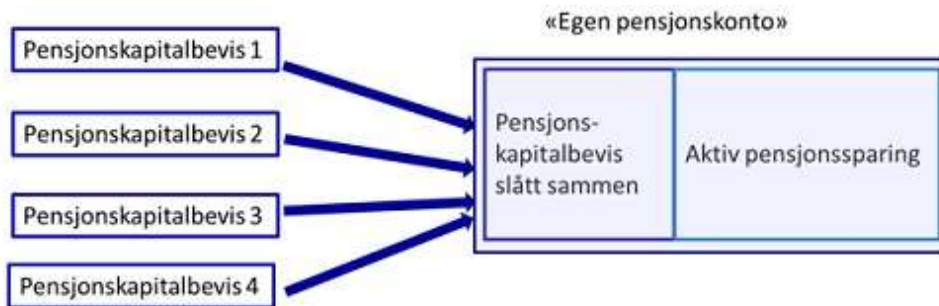 «Egen pensjonskonto»
Pensjonskapitalbevis 1
Pensjonskapitalbevis 2
Pensjonskapitalbevis 3
Pensjonskapitalbevis 4
Pensjons-
kapitalbevis
slått sammen
Aktiv pensjonssparing